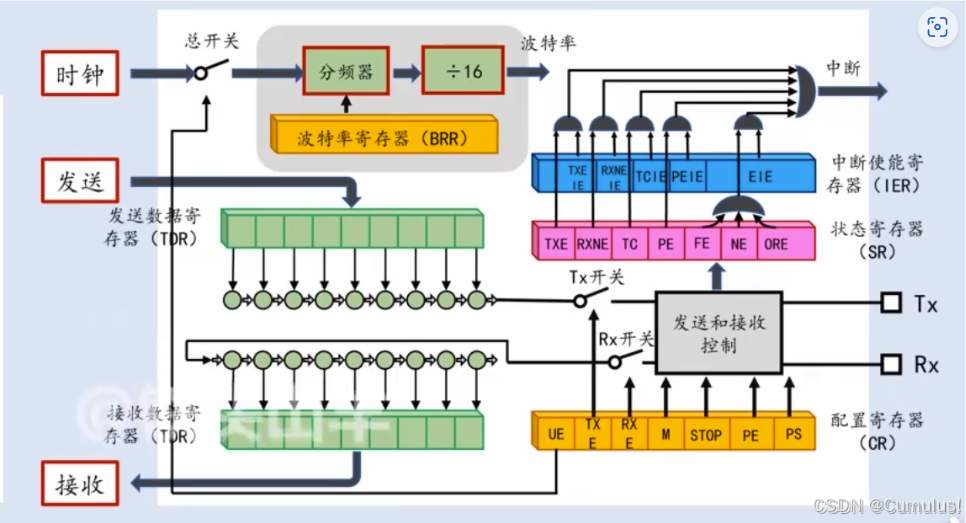 总开关
波特率
时钟
分频器
÷16
中断
波特率寄存器(BRR)
发送
TXE
IE
RXNE
IE
TCIE
PEIE
EIE
中断使能寄
存器(IER)
发送数据寄
存器(TDR)
TXE
RXNE
TC
PE
FE
NE
ORE
状态寄存器
(SR)
Tx开关
发送和接收
控制
Tx
Rx开关
Rx
接收数据寄
存器(TDR)
UE
TX
E
RX
E
M
STOP
PE
PS
配置寄存器
(CR)
接收
CSDN @Cumulus!